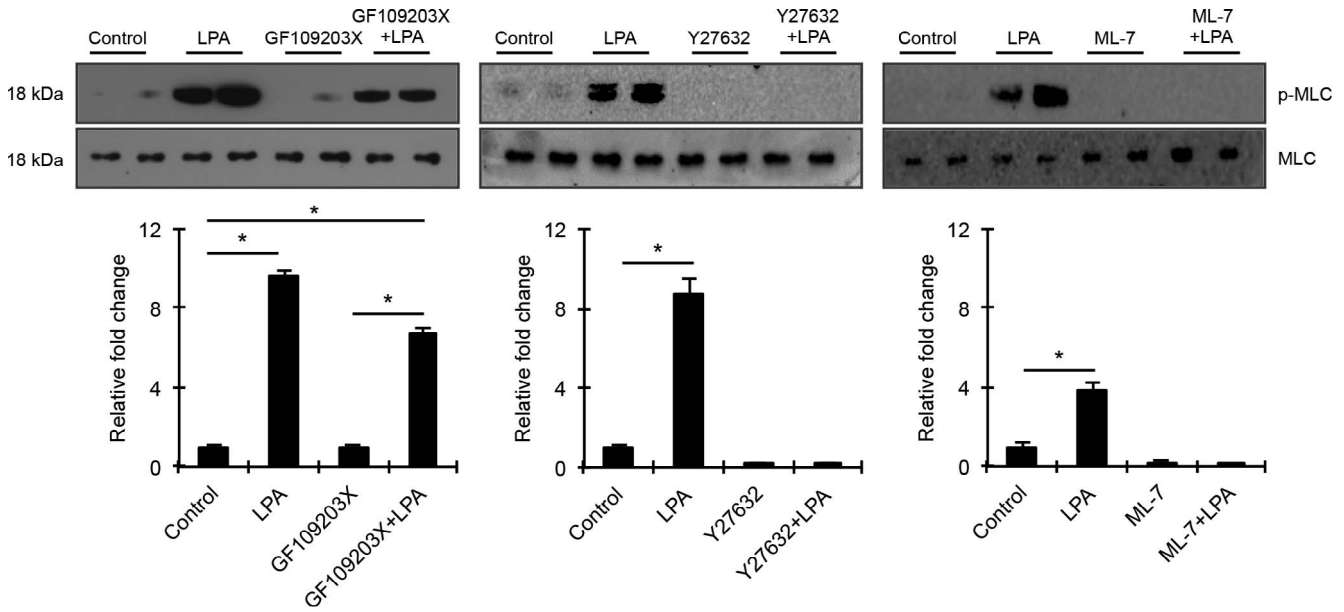 Control LPA GF109203X GF109203X +LPA
Control LPA Y27632 Y27632 +LPA
Control LPA ML-7 ML-7 +LPA
18 kDa
p-MLC
18 kDa
MLC
Relative fold change
12
8
4
0
*
*
*
Control
LPA
GF109203X
GF109203X+LPA
Relative fold change
12
8
4
0
*
Control
LPA
Y27632
Y27632+LPA
Relative fold change
12
8
4
0
*
Control
LPA
ML-7
ML-7+LPA